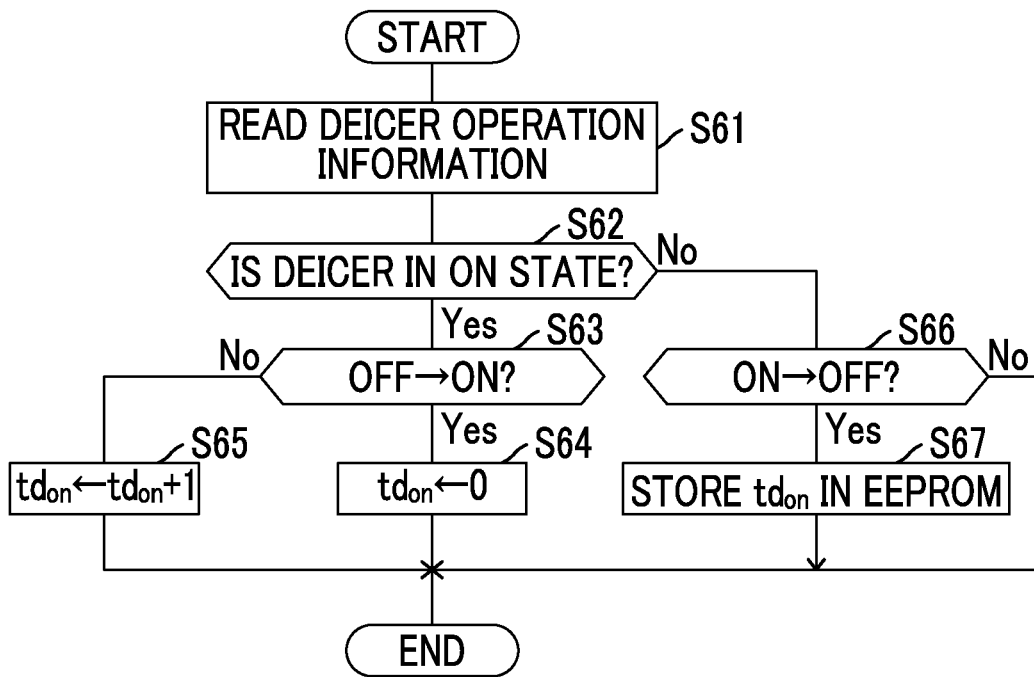 START
READ DEICER OPERATION
INFORMATION
S61
S62
IS DEICER IN ON STATE?
No
Yes
S63
No
OFF→ON?
S66
ON→OFF?
No
Yes
Yes
S65
td_on←td_on+1
S64
td_on←0
S67
STORE td_on IN EEPROM
END